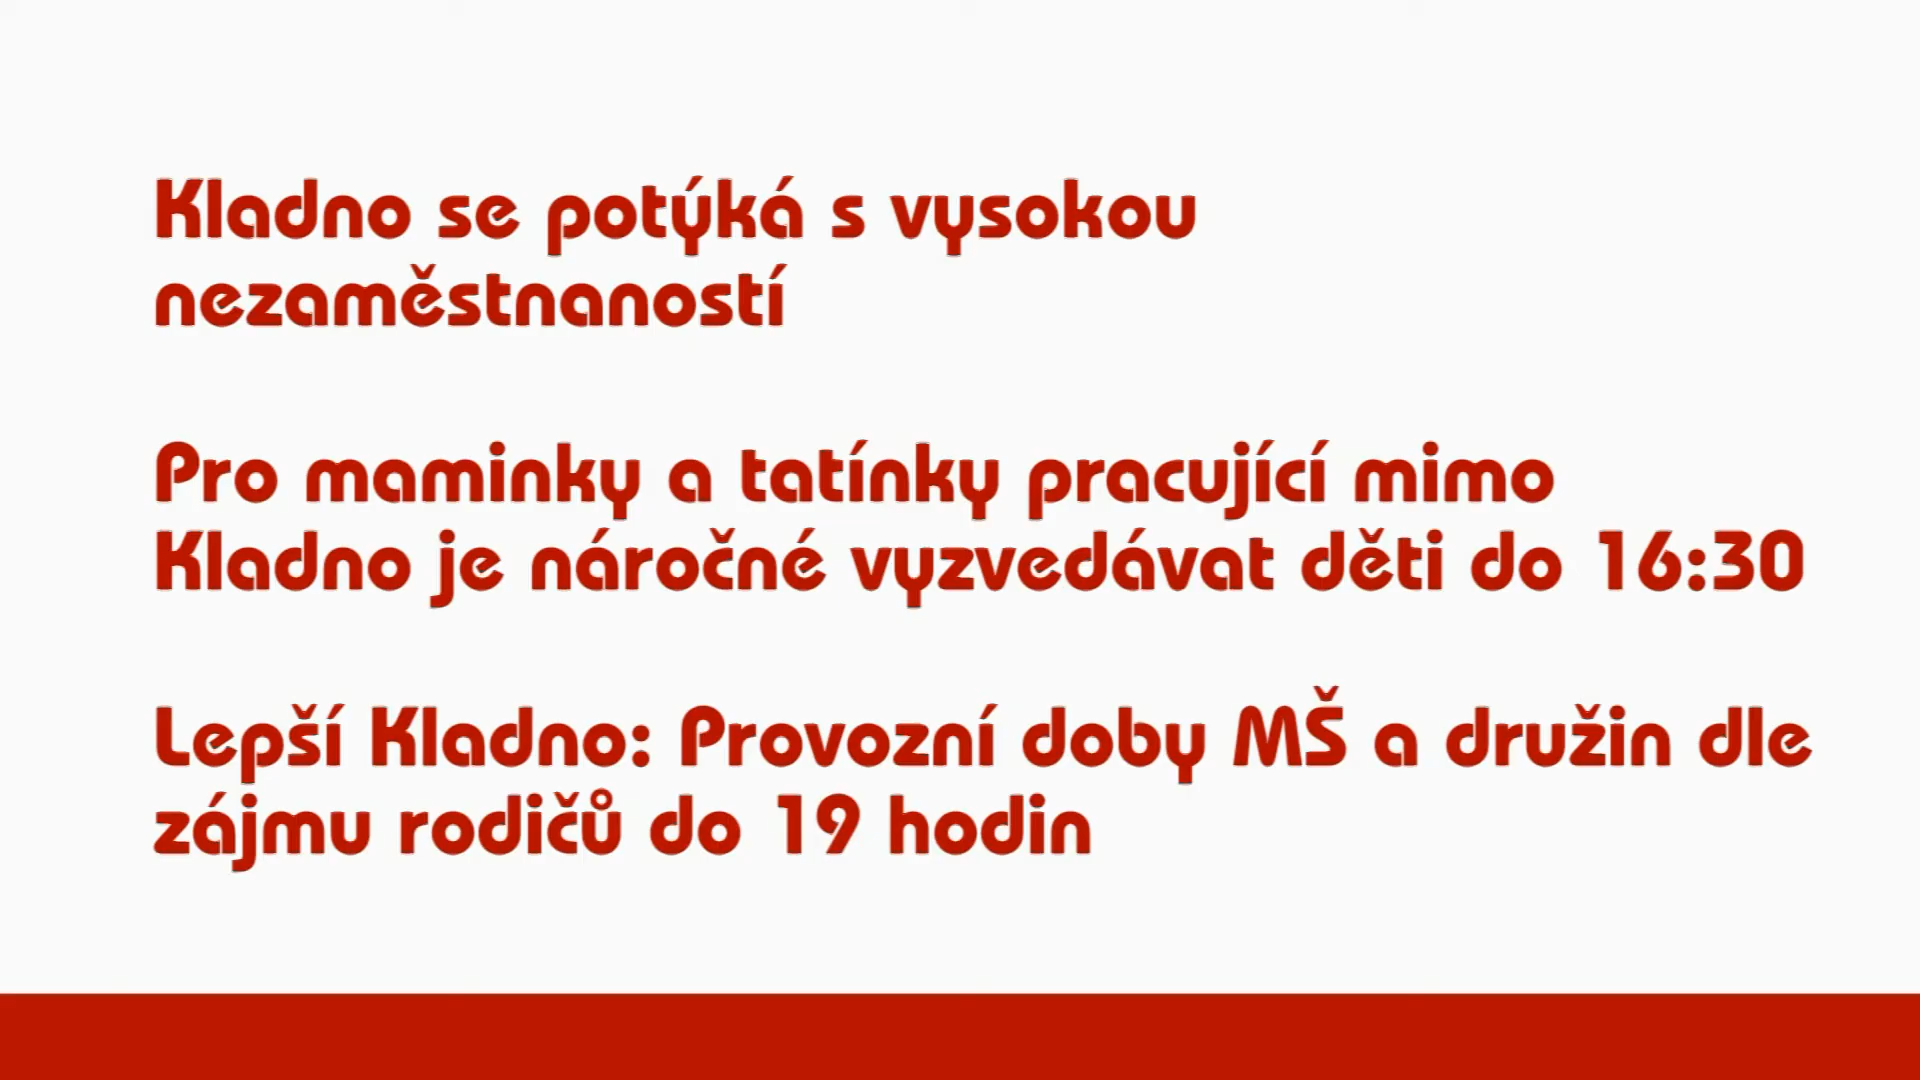 Kladno se potýká s vysokou
nezaměstnaností
Pro maminky a tatínky pracující mimo
Kladno je náročné vyzvedávat děti do 16:30
Lepší Kladno: Provozní doby MŠ a družin dle
zájmu rodičů do 19 hodin